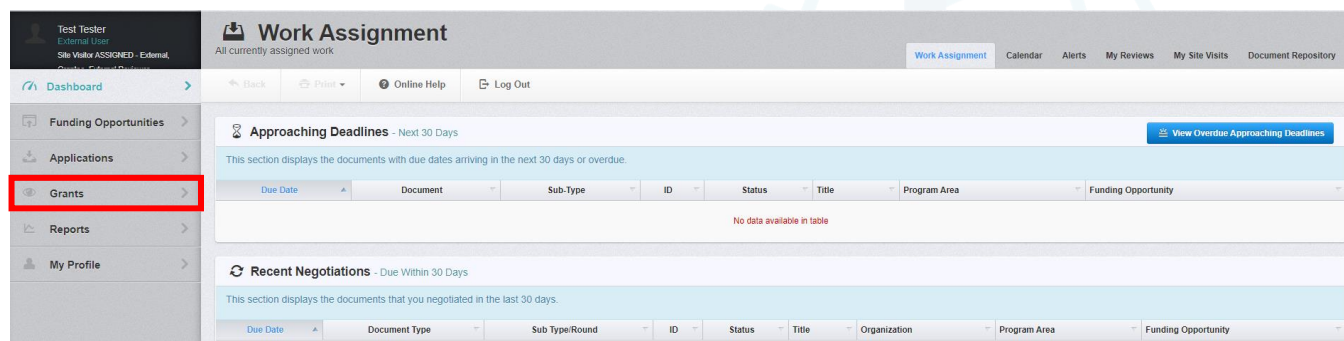 Test Tester
External User
Site Visitor ASSIGNED - External,
Dashboard
Funding Opportunities
Applications
Grants
Reports
My Profile
Work Assignment
All currently assigned work
Work Assignment Calendar Alerts My Reviews My Site Visits Document Repository
Back Print Online Help Log Out
Approaching Deadlines - Next 30 Days
View Overdue Approaching Deadlines
This section displays the documents with due dates arriving in the next 30 days or overdue.
Due Date Document Sub-Type ID Status Title Program Area Funding Opportunity
No data available in table
Recent Negotiations - Due Within 30 Days
This section displays the documents that you negotiated in the last 30 days.
Due Date Document Type Sub Type/Round ID Status Title Organization Program Area Funding Opportunity